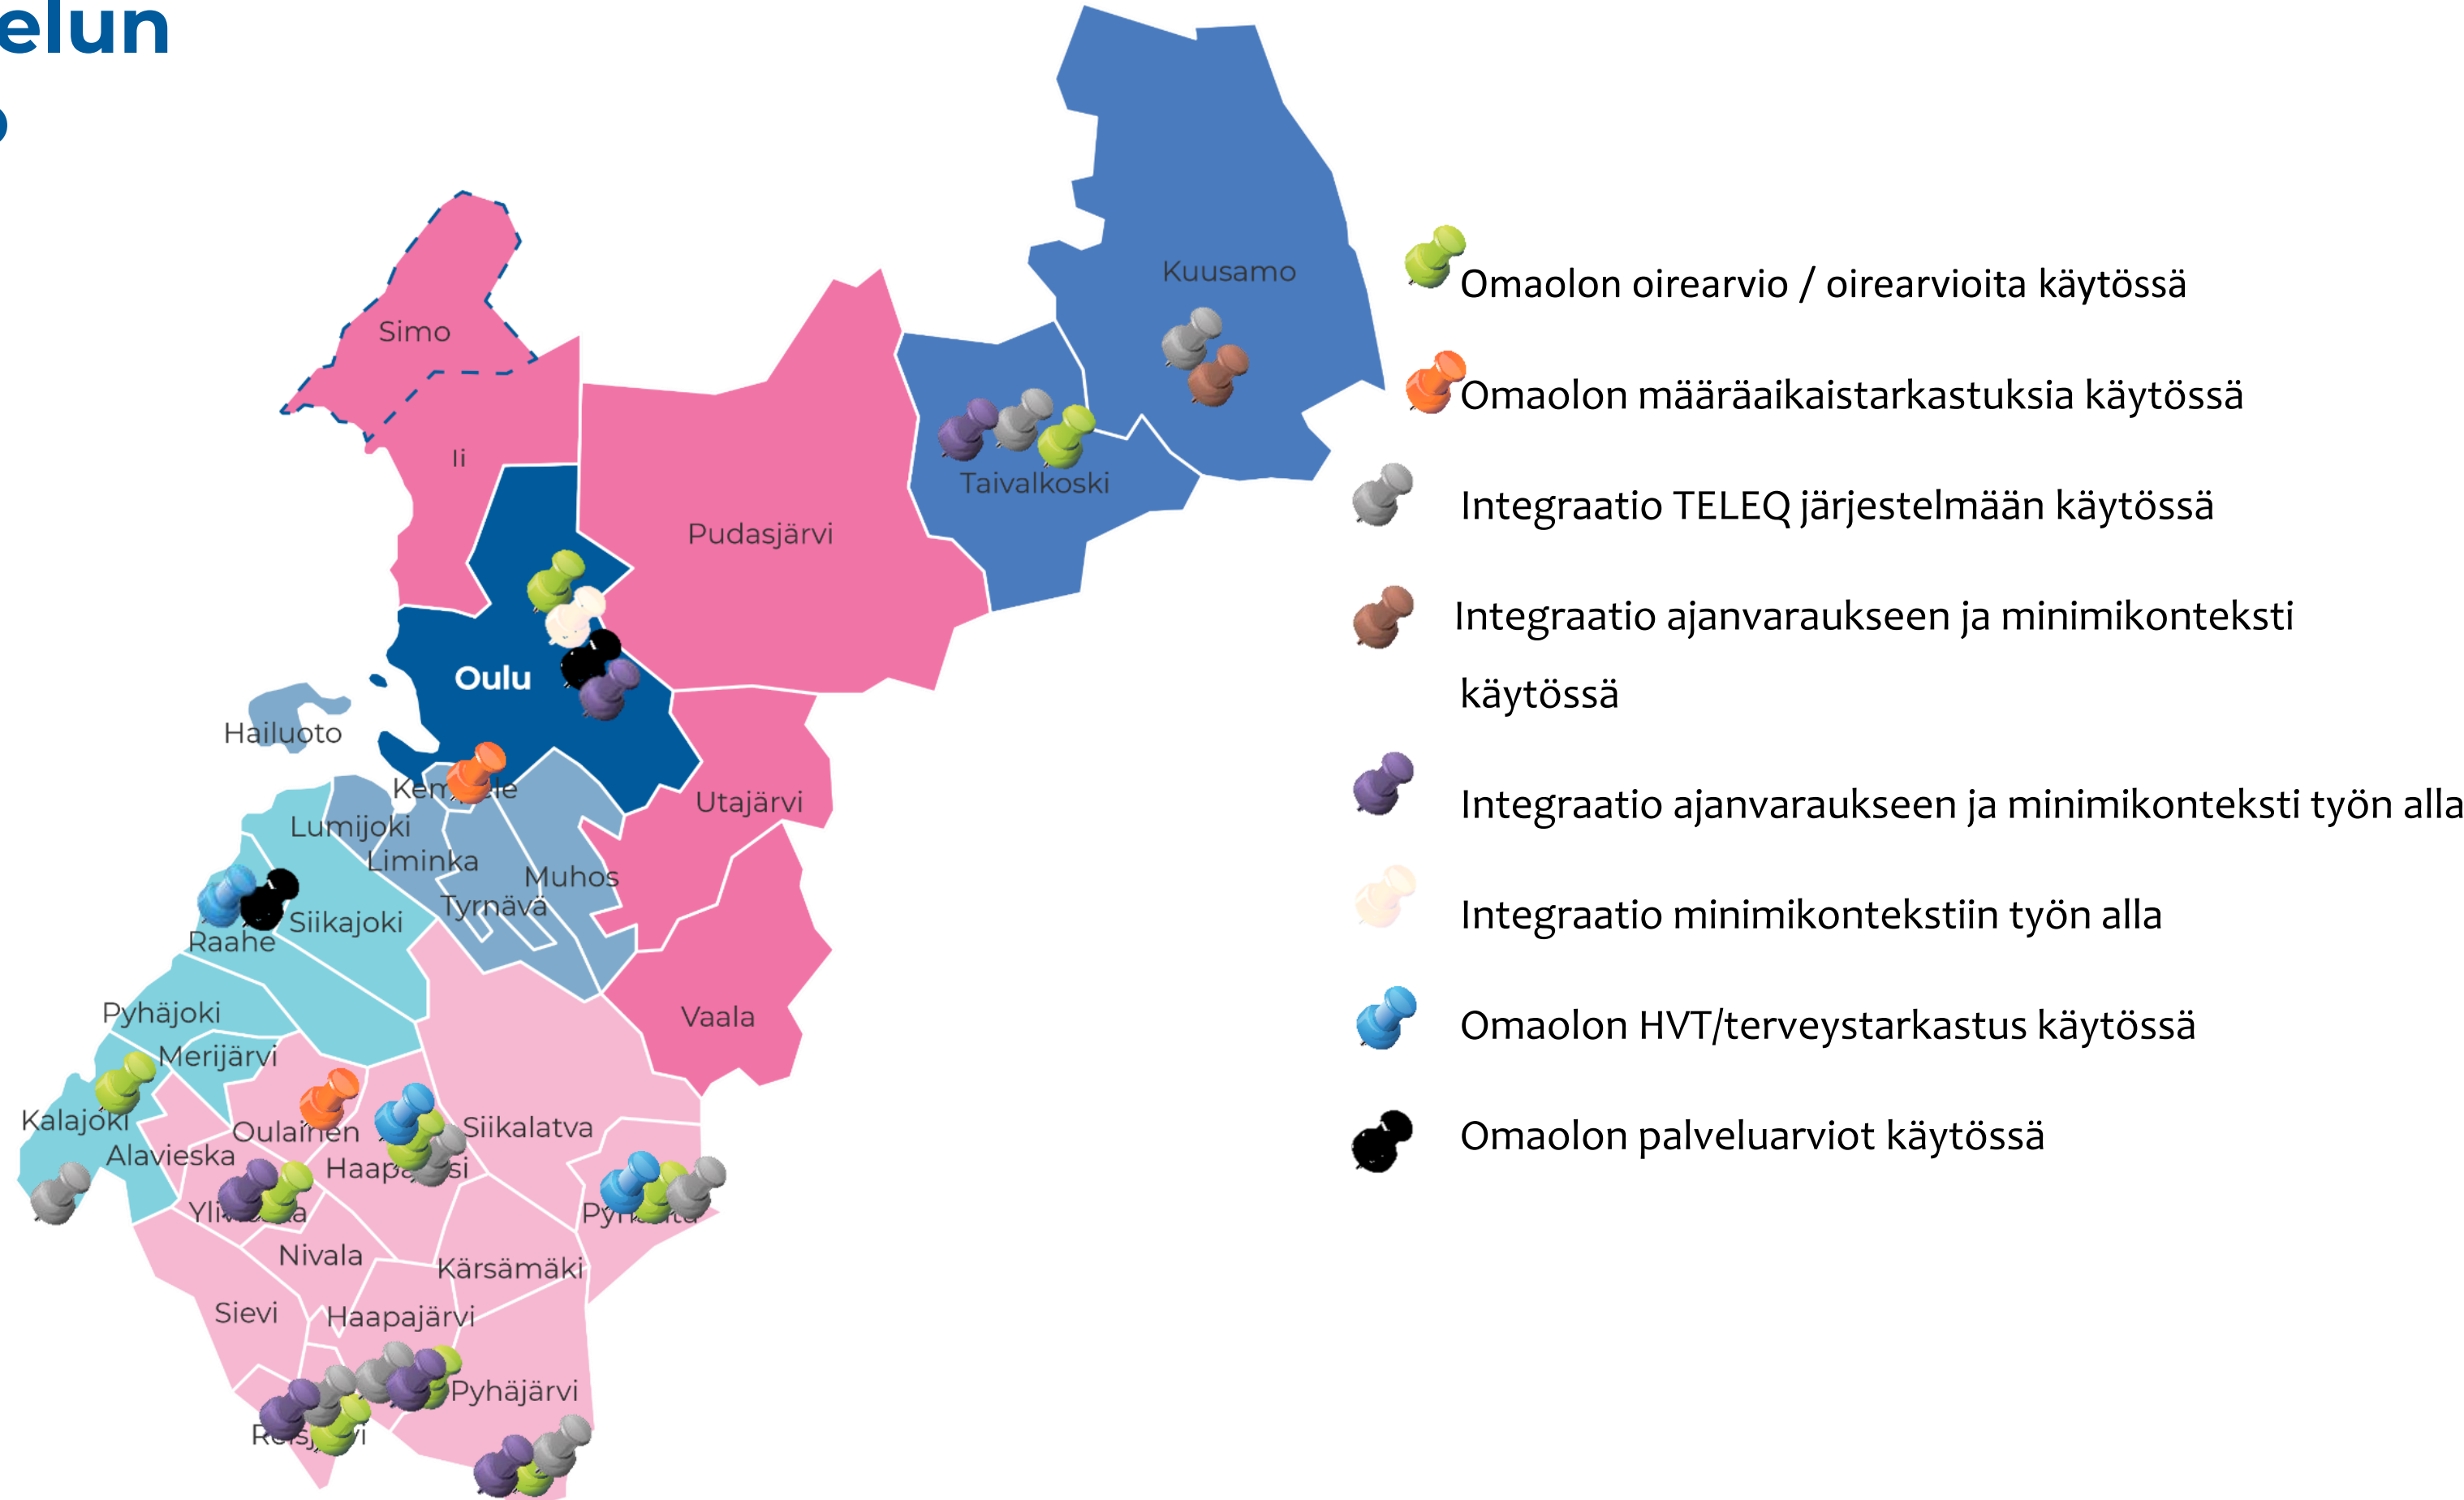 elun
Simo
Ii
Kuusamo
Taivalkoski
Pudasjärvi
Oulu
Hailuoto
Utajärvi
Lumijoki
Liminka
Muhos
Tyrnävä
Siikajoki
Raahe
Pyhäjoki
Vaala
Merijärvi
Kalajoki
Oulainen
Siikalatva
Alavieska
Nivala
Kärsämäki
Sievi
Haapajärvi
Pyhäjärvi
Omaolon oirearvio / oirearvioita käytössä
Omaolon määräaikaistarkastuksia käytössä
Integraatio TELEQ järjestelmään käytössä
Integraatio ajanvaraukseen ja minimikonteksti
käytössä
Integraatio ajanvaraukseen ja minimikonteksti työn alla
Integraatio minimikontekstiin työn alla
Omaolon HVT/terveystarkastus käytössä
Omaolon palveluarviot käytössä